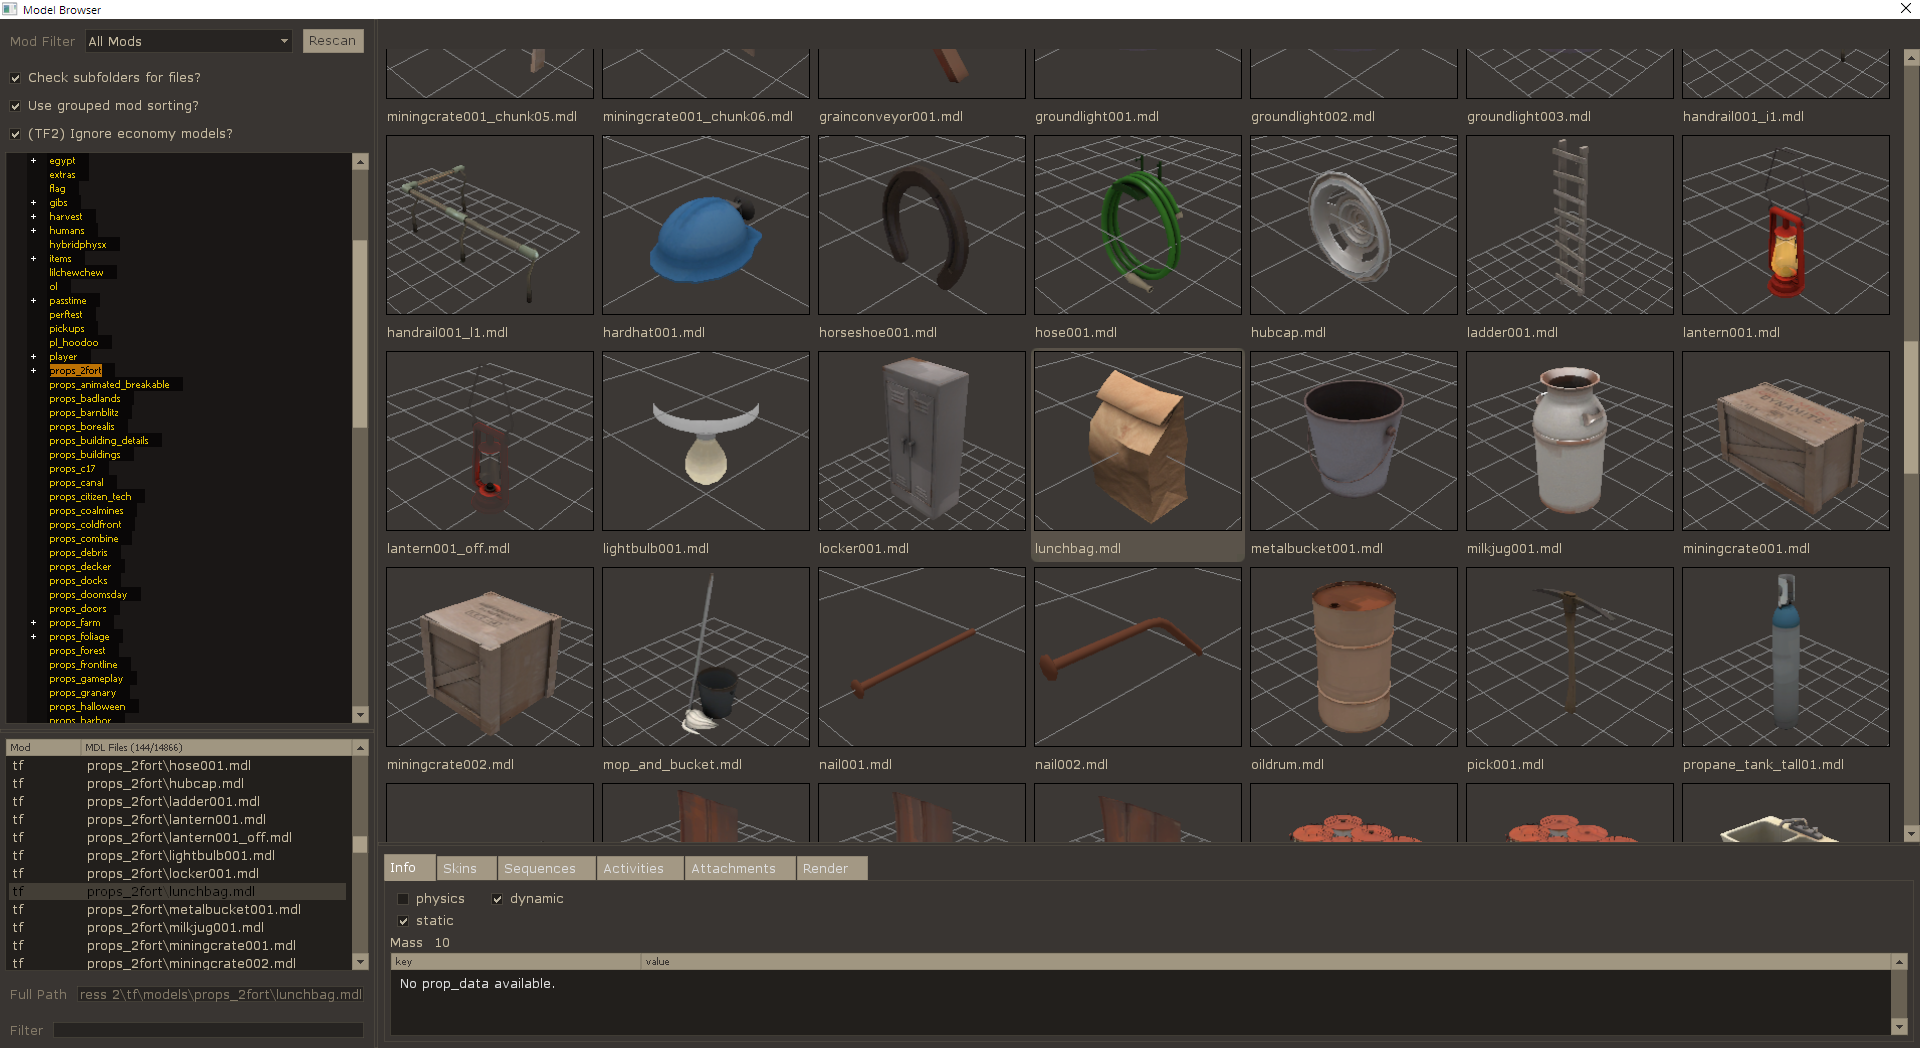 Model Browser
Mod Filter All Mods Rescan
Check subfolders for files?
Use grouped mod sorting?
(TF2) Ignore economy models?
egypt
extras
flag
gibs
harvest
humans
hybridphysx
items
lilchewchew
ol
passtime
perftest
pickups
pl_hoodoo
player
props_2fort
props_animated_breakable
props_badlands
props_barnblitz
props_borealis
props_building_details
props_buildings
props_c17
props_canal
props_citizen_tech
props_coalmines
props_coldfront
props_combine
props_debris
props_decker
props_docks
props_doomsday
props_doors
props_farm
props_foliage
props_forest
props_frontline
props_gameplay
props_granary
props_halloween
props_harbor
Mod MDL Files (144/14866)
tf props_2fort\hose001.mdl
tf props_2fort\hubcap.mdl
tf props_2fort\ladder001.mdl
tf props_2fort\lantern001.mdl
tf props_2fort\lantern001_off.mdl
tf props_2fort\lightbulb001.mdl
tf props_2fort\locker001.mdl
tf props_2fort\lunchbag.mdl
tf props_2fort\metalbucket001.mdl
tf props_2fort\milkjug001.mdl
tf props_2fort\miningcrate001.mdl
tf props_2fort\miningcrate002.mdl
Full Path ress 2\tf\models\props_2fort\lunchbag.mdl
Filter
miningcrate001_chunk05.mdl miningcrate001_chunk06.mdl grainconveyor001.mdl groundlight001.mdl groundlight002.mdl groundlight003.mdl handrail001_i1.mdl
handrail001_l1.mdl hardhat001.mdl horseshoe001.mdl hose001.mdl hubcap.mdl ladder001.mdl lantern001.mdl
DYNAMITE
lantern001_off.mdl lightbulb001.mdl locker001.mdl lunchbag.mdl metalbucket001.mdl milkjug001.mdl miningcrate001.mdl
miningcrate002.mdl mop_and_bucket.mdl nail001.mdl nail002.mdl oildrum.mdl pick001.mdl propane_tank_tall01.mdl
Info Skins Sequences Activities Attachments Render
physics dynamic
static
Mass 10
key value
No prop_data available.